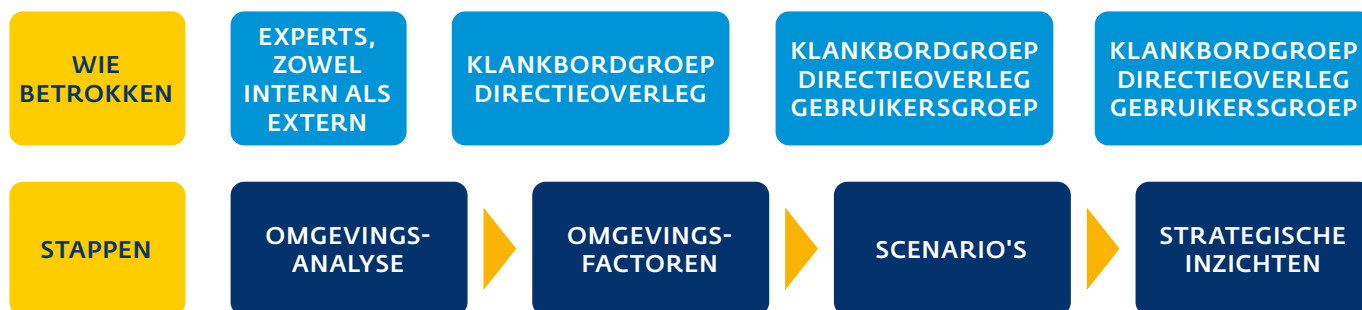 WIE
BETROKKEN
EXPERTS,
ZOWEL
INTERN ALS
EXTERN
KLANKBORDGROEP
DIRECTIEOVERLEG
KLANKBORDGROEP
DIRECTIEOVERLEG
GEBRUIKERSGROEP
KLANKBORDGROEP
DIRECTIEOVERLEG
GEBRUIKERSGROEP
STAPPEN
OMGEVINGS-
ANALYSE
OMGEVINGS-
FACTOREN
SCENARIO'S
STRATEGISCHE
INZICHTEN